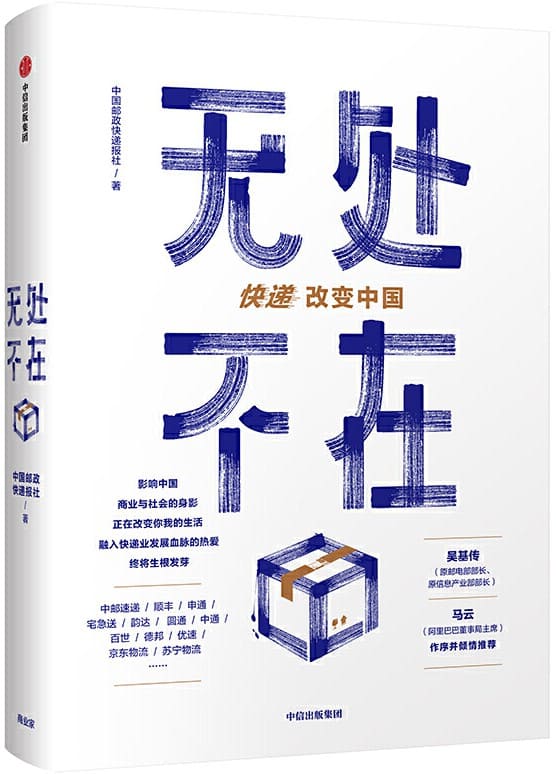 中信出版集团
无处
不在
中国邮政
快递报社
/
著
商业家
中国邮政快递报社/著
无处
快递 改变中国
不在
影响中国
商业与社会的身影
正在改变你我的生活
融入快递业发展血脉的热爱
终将生根发芽
中邮速递 / 顺丰 / 申通 /
宅急送 / 韵达 / 圆通 / 中通 /
百世 / 德邦 / 优速 /
京东物流 / 苏宁物流
……
吴基传
(原邮电部部长、
原信息产业部部长)
马云
(阿里巴巴董事局主席)
作序并倾情推荐
中信出版集团